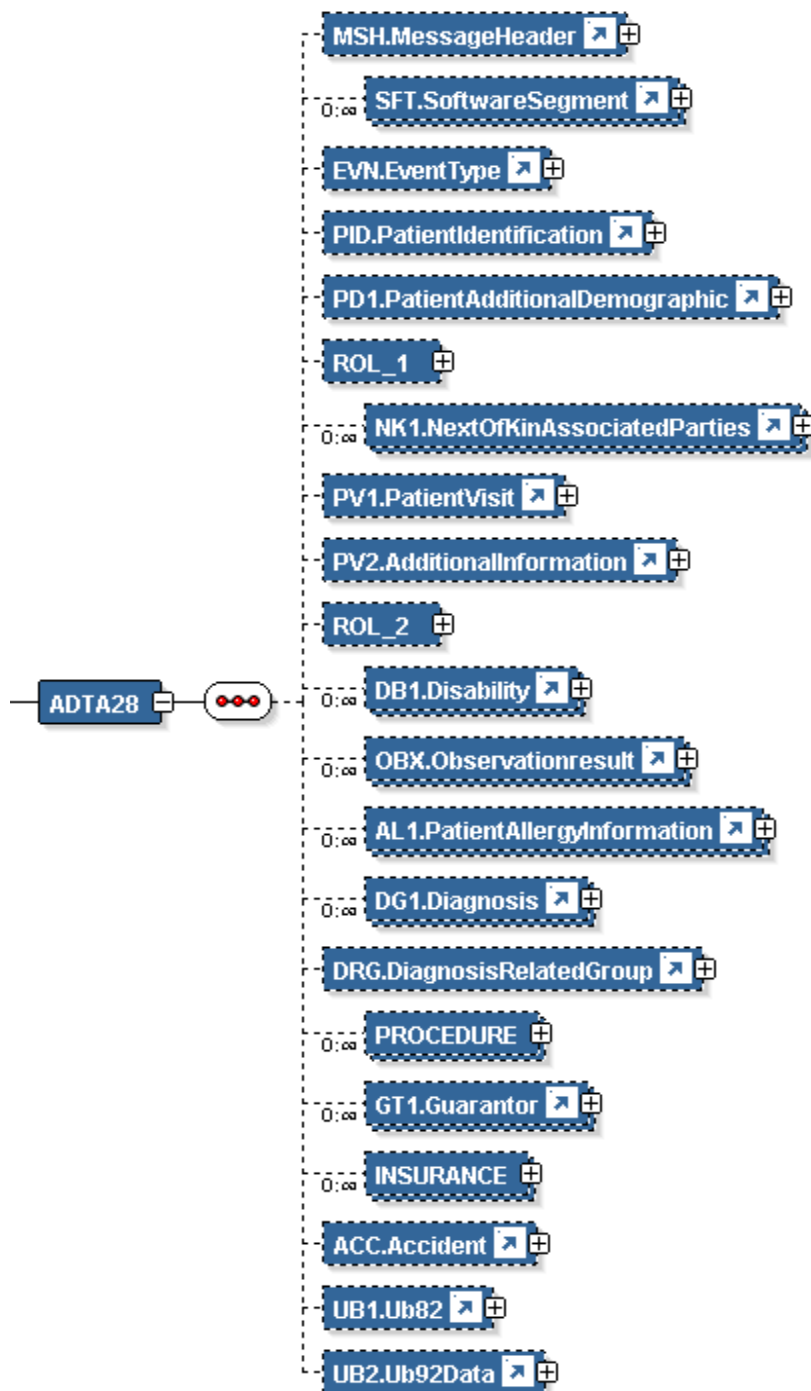 MSH.MessageHeader
0:∞ SFT.SoftwareSegment
EVN.EventType
PID.PatientIdentification
PD1.PatientAdditionalDemographic
ROL_1
0:∞ NK1.NextOfKinAssociatedParties
PV1.PatientVisit
PV2.AdditionalInformation
ROL_2
ADTA28
0:∞ DB1.Disability
0:∞ OBX.Observationresult
0:∞ AL1.PatientAllergyInformation
0:∞ DG1.Diagnosis
DRG.DiagnosisRelatedGroup
0:∞ PROCEDURE
0:∞ GT1.Guarantor
0:∞ INSURANCE
ACC.Accident
UB1.Ub82
UB2.Ub92Data